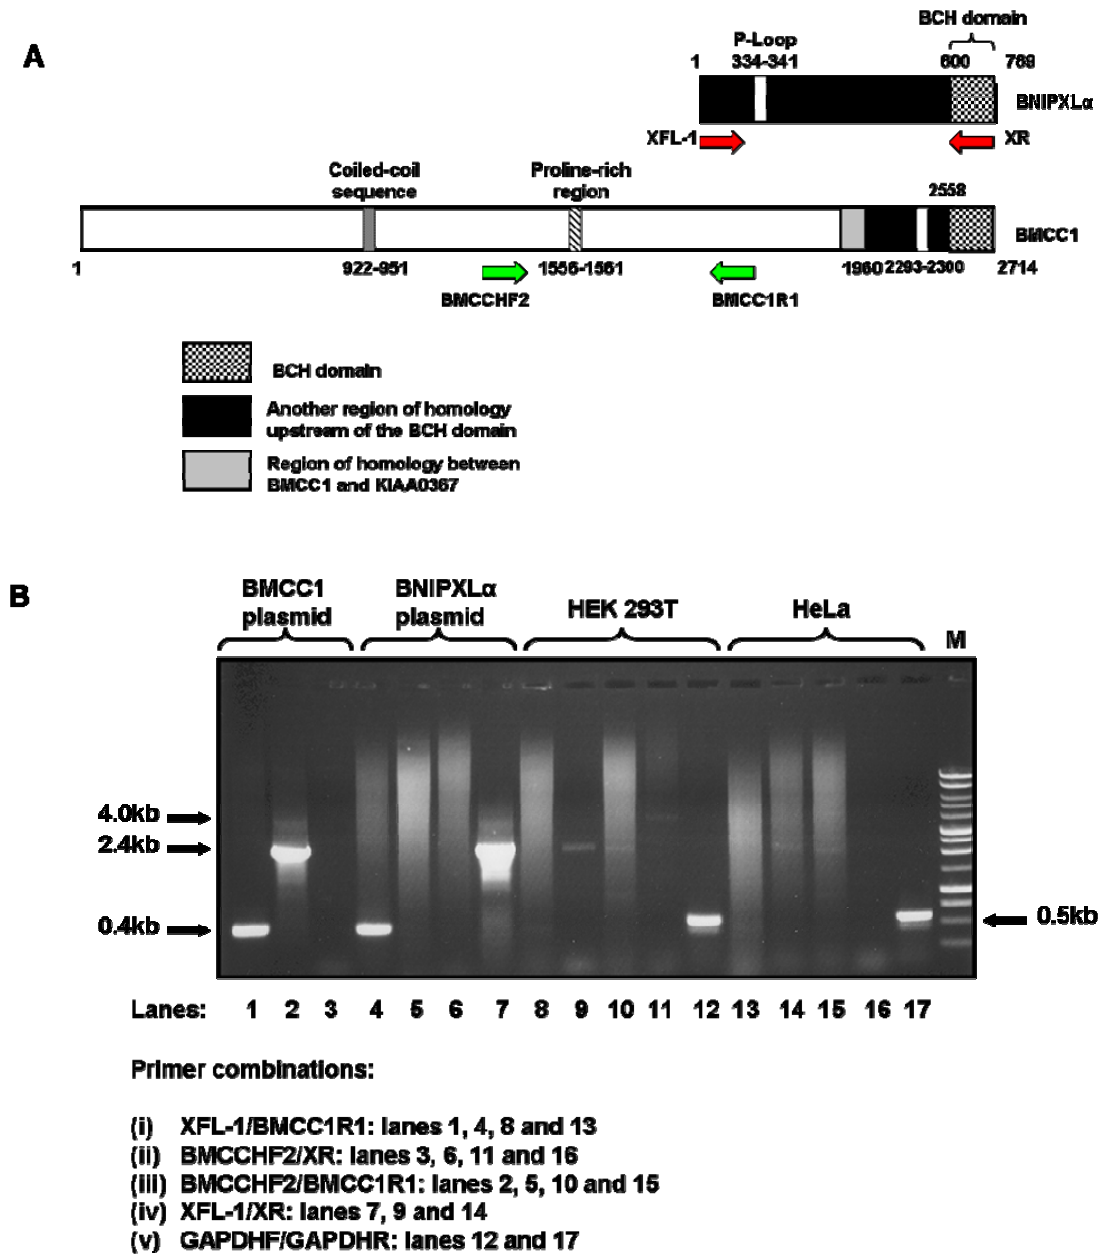 A
BCH domain
P-Loop
1 334-341 600 769
BNIPXLα
XFL-1 XR
Coiled-coil sequence
Proline-rich region
2558
BMCC1
1 922-951 1556-1561 1960 2293-2300 2714
BMCCHF2 BMCC1R1
BCH domain
Another region of homology
upstream of the BCH domain
Region of homology between
BMCC1 and KIAA0367
B
BMCC1 plasmid
BNIPXLα plasmid
HEK 293T
HeLa
M
4.0kb
2.4kb
0.4kb
0.5kb
Lanes: 1 2 3 4 5 6 7 8 9 10 11 12 13 14 15 16 17
Primer combinations:
(i) XFL-1/BMCC1R1: lanes 1, 4, 8 and 13
(ii) BMCCHF2/XR: lanes 3, 6, 11 and 16
(iii) BMCCHF2/BMCC1R1: lanes 2, 5, 10 and 15
(iv) XFL-1/XR: lanes 7, 9 and 14
(v) GAPDHF/GAPDHR: lanes 12 and 17